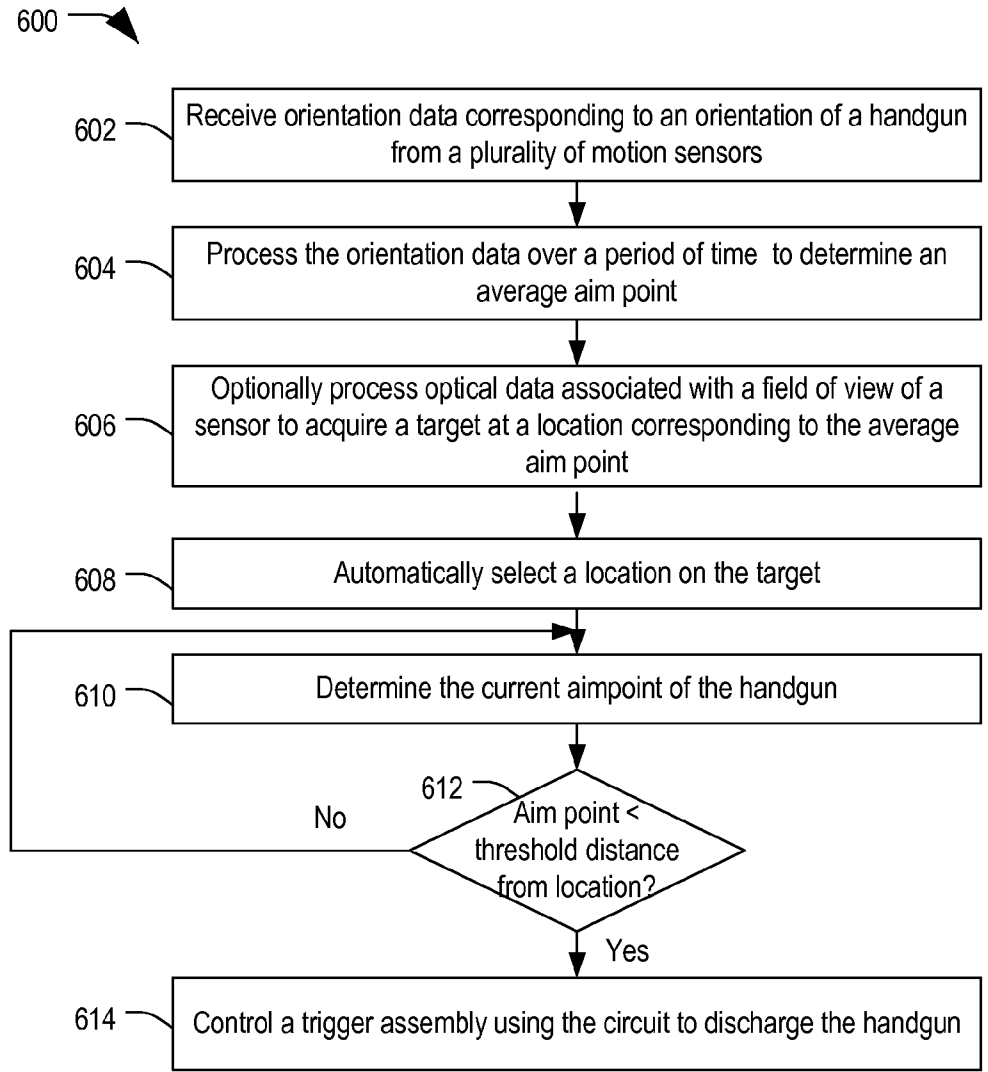 600
602
Receive orientation data corresponding to an orientation of a handgun
from a plurality of motion sensors
604
Process the orientation data over a period of time to determine an
average aim point
606
Optionally process optical data associated with a field of view of a
sensor to acquire a target at a location corresponding to the average
aim point
608
Automatically select a location on the target
610
Determine the current aimpoint of the handgun
612
Aim point <
threshold distance
from location?
No
Yes
614
Control a trigger assembly using the circuit to discharge the handgun